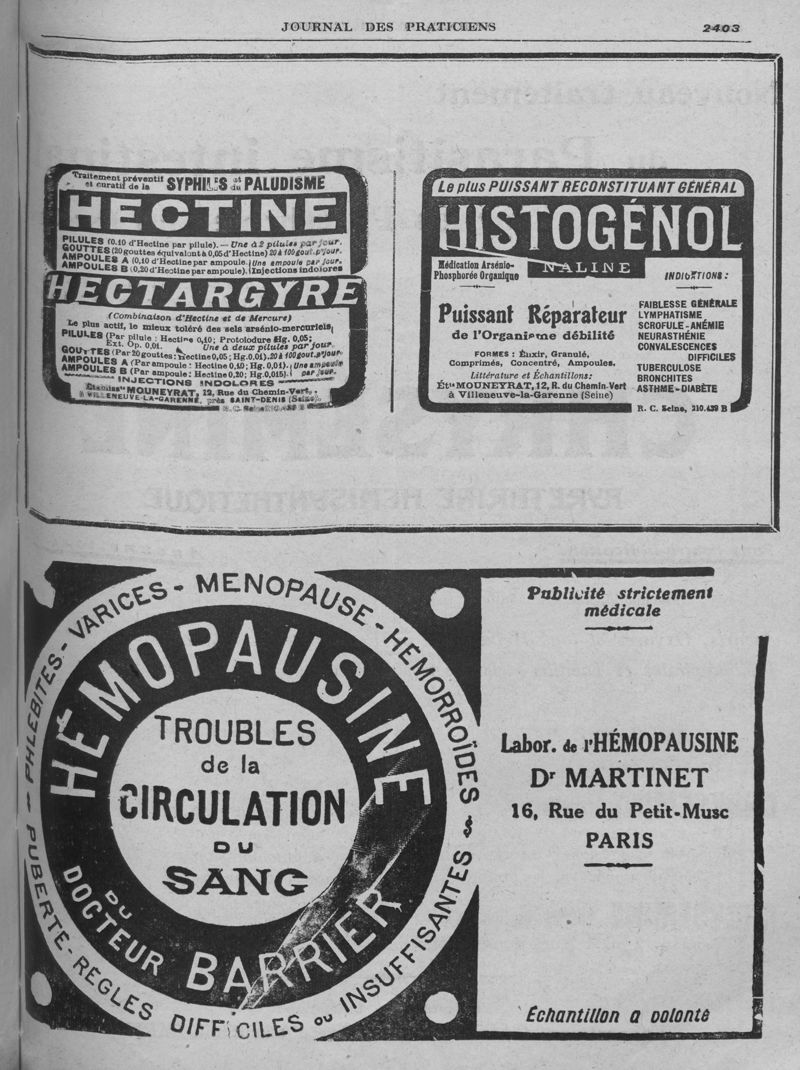 JOURNAL DES PRATICIENS 2403
Traitement préventif
et curatif de la SYPHILIS et du PALUDISME
HECTINE
PILULES (0,10 d'Hectine par pilule). — Une à 2 pilules par jour.
GOUTTES (20 gouttes équivalent à 0,05 d'Hectine) 20 à 100 gout. p' jour.
AMPOULES A (0,10 d'Hectine par ampoule. (Une ampoule par jour.
AMPOULES B (0,20 d'Hectine par ampoule). (Injections indolores
HECTARGYRE
(Combinaison d'Hectine et de Mercure)
Le plus actif, le mieux toléré des sels arsénio-mercuriels.
PILULES (Par pilule : Hectine 0,10; Protoiodure Hg. 0,05;
Ext. Op. 0,01. Une à deux pilules par jour.
GOUTTES (Par 20 gouttes: Hectine 0,05; Hg. 0,01). 20 à 100 gout. p' jour.
AMPOULES A (Par ampoule : Hectine 0,10; Hg. 0,01). (Une ampoule
AMPOULES B (Par ampoule : Hectine 0,20; Hg. 0,015). ( par jour.
INJECTIONS INDOLORES
Établiss^ts MOUNEYRAT, 12, Rue du Chemin-Vert,
à VILLENEUVE-LA-GARENNE, près SAINT-DENIS (Seine).
Le plus PUISSANT RECONSTITUANT GÉNÉRAL
HISTOGÉNOL
NALINE
Médication Arsénio-
Phosphorée Organique
Puissant Réparateur
de l'Organisme débilité
FORMES : Élixir, Granulé,
Comprimés, Concentré, Ampoules.
Littérature et Échantillons:
Ét^ts MOUNEYRAT, 12, R. du Chemin-Vert
à Villeneuve-la-Garenne (Seine)
INDICATIONS :
FAIBLESSE GÉNÉRALE
LYMPHATISME
SCROFULE - ANÉMIE
NEURASTHÉNIE
CONVALESCENCES
DIFFICILES
TUBERCULOSE
BRONCHITES
ASTHME - DIABÈTE
R. C. Seine, 210.439 B
PUBERTÉ - PHLÉBITES - VARICES - MENOPAUSE - HÉMORROÏDES
RÈGLES DIFFICILES ou INSUFFISANTES
HÉMOPAUSINE
TROUBLES
de la
CIRCULATION
DU
SANG
DU
DOCTEUR
BARRIER
Publicité strictement
médicale
Labor. de l'HÉMOPAUSINE
D^r MARTINET
16, Rue du Petit-Musc
PARIS
Échantillon a volonté